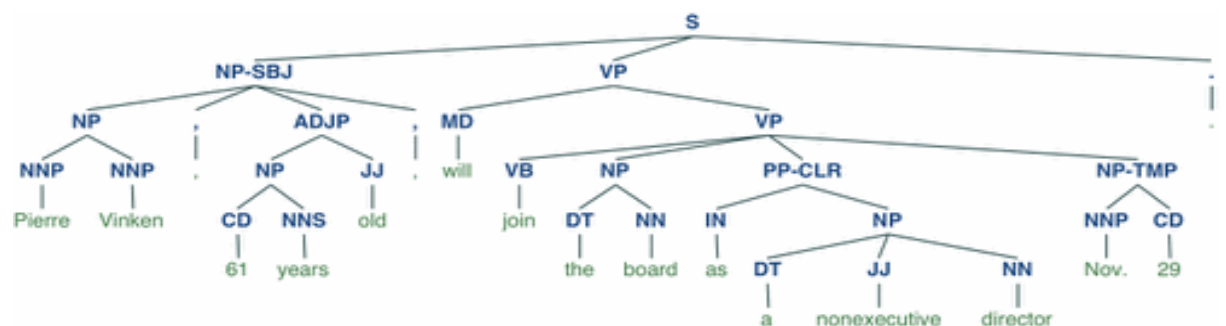 S
NP-SBJ VP .
NP , ADJP , MD VP .
NNP NNP , NP JJ , will VB NP PP-CLR NP-TMP
Pierre Vinken CD NNS old join DT NN IN NP NNP CD
61 years the board as DT JJ NN Nov. 29
a nonexecutive director